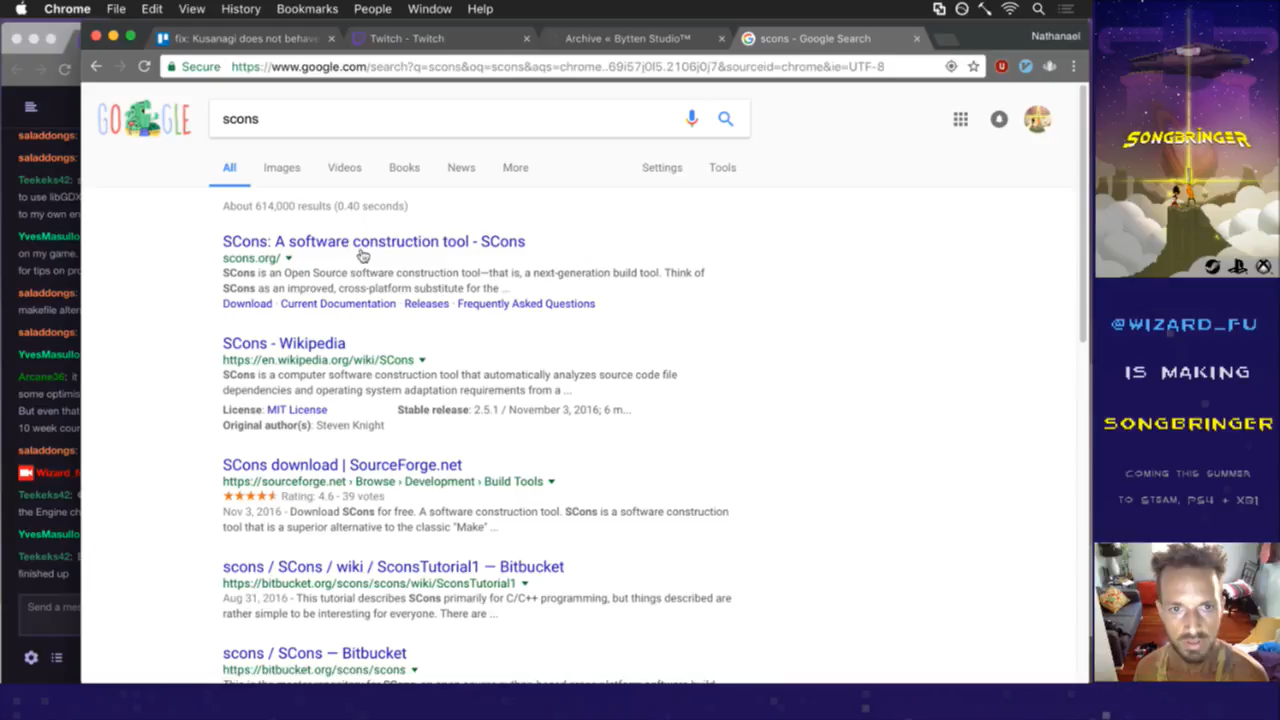 Chrome File Edit View History Bookmarks People Window Help
fix: Kusanagi does not behave
Twitch - Twitch
Archive « Bytten Studio™
scons - Google Search
Nathanael
Secure
https://www.google.com/search?q=scons&oq=scons&aqs=chrome..69i57j0l5.2106j0j7&sourceid=chrome&ie=UTF-8
scons
All Images Videos Books News More Settings Tools
About 614,000 results (0.40 seconds)
SCons: A software construction tool - SCons
scons.org/
SCons is an Open Source software construction tool—that is, a next-generation build tool. Think of
SCons as an improved, cross-platform substitute for the ...
Download · Current Documentation · Releases · Frequently Asked Questions
SCons - Wikipedia
https://en.wikipedia.org/wiki/SCons
SCons is a computer software construction tool that automatically analyzes source code file
dependencies and operating system adaptation requirements from a ...
License: MIT License Stable release: 2.5.1 / November 3, 2016; 6 m...
Original author(s): Steven Knight
SCons download | SourceForge.net
https://sourceforge.net › Browse › Development › Build Tools
Rating: 4.6 - 39 votes
Nov 3, 2016 - Download SCons for free. A software construction tool. SCons is a software construction
tool that is a superior alternative to the classic "Make" ...
scons / SCons / wiki / SconsTutorial1 — Bitbucket
https://bitbucket.org/scons/scons/wiki/SconsTutorial1
Aug 31, 2016 - This tutorial describes SCons primarily for C/C++ programming, but things described are
rather simple to be interesting for everyone. There are ...
scons / SCons — Bitbucket
https://bitbucket.org/scons/scons
saladdongs:
saladdongs:
Teekeks42:
to use libGDX
to my own en
YvesMasullo
on my game.
for tips on pro
saladdongs:
makefile alter
saladdongs:
YvesMasullo
Arcane36: it
some optimis
But even that
10 week cour
saladdongs:
Wizard_f
Teekeks42:
the Engine ch
YvesMasullo
Teekeks42:
finished up
Send a me
SONGBRINGER
@WIZARD_FU
IS MAKING
SONGBRINGER
COMING THIS SUMMER
TO STEAM, PS4 + XB1